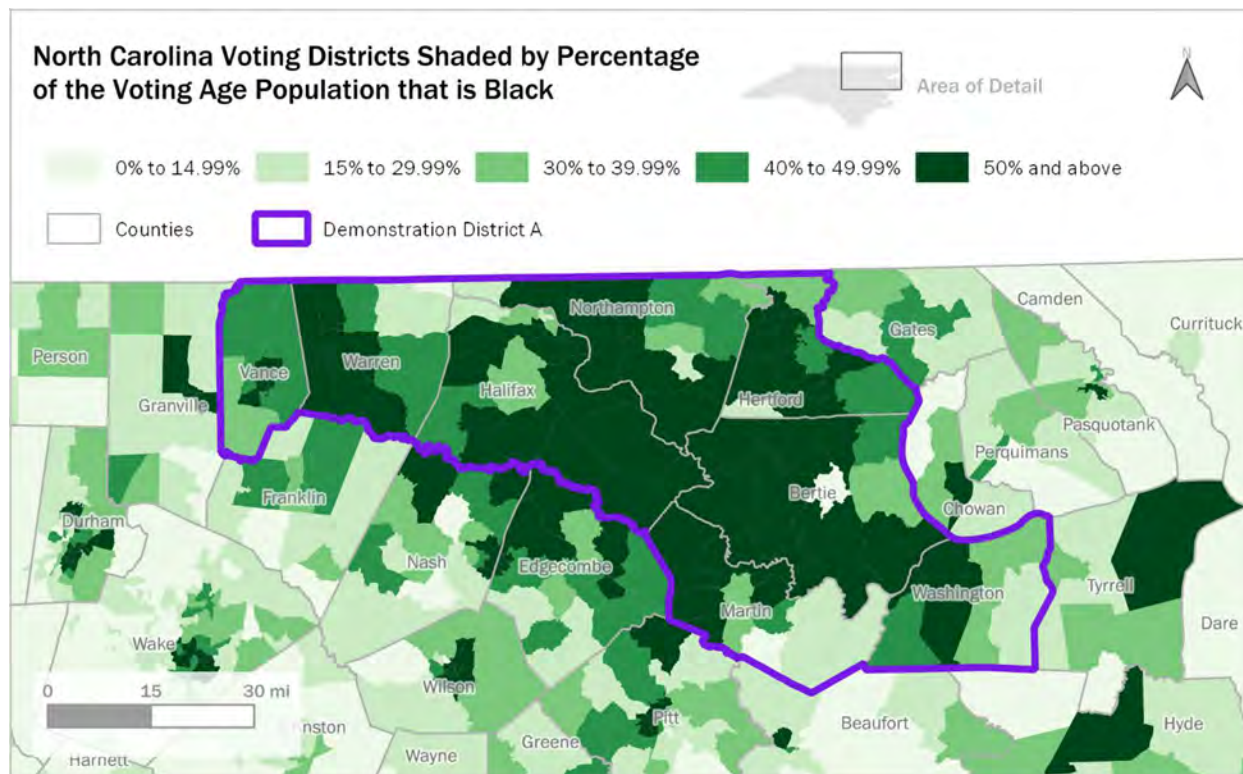 North Carolina Voting Districts Shaded by Percentage
of the Voting Age Population that is Black
Area of Detail
N
0% to 14.99%
15% to 29.99%
30% to 39.99%
40% to 49.99%
50% and above
Counties
Demonstration District A
Camden
Currituck
Northampton
Gates
Person
Vance
Warren
Halifax
Granville
Hertford
Pasquotank
Perquimans
Bertie
Franklin
Chowan
Durham
Nash
Edgecombe
Washington
Tyrrell
Martin
Dare
Wake
0 15 30 mi
Wilson
Pitt
Beaufort
Hyde
nston
Greene
Wayne
Harnett